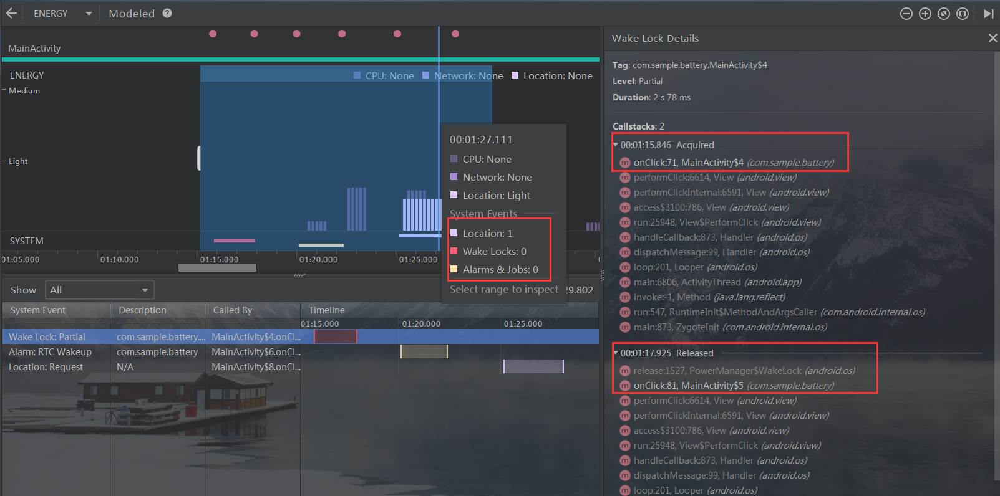 ENERGY Modeled ?
MainActivity
ENERGY CPU: None Network: None Location: None
Medium
Light
SYSTEM
01:05.000 01:10.000 01:15.000 01:20.000 01:25.000
00:01:27.111
CPU: None
Network: None
Location: Light
System Events
Location: 1
Wake Locks: 0
Alarms & Jobs: 0
Select range to inspect
Show All 29.802
System Event Description Called By Timeline
01:15.000 01:20.000 01:25.000
Wake Lock: Partial com.sample.battery.... MainActivity$4.onCl...
Alarm: RTC Wakeup com.sample.battery MainActivity$6.onCl...
Location: Request N/A MainActivity$8.onCl...
Wake Lock Details
Tag: com.sample.battery.MainActivity$4
Level: Partial
Duration: 2 s 78 ms
Callstacks: 2
00:01:15.846 Acquired
m onClick:71, MainActivity$4 (com.sample.battery)
m performClick:6614, View (android.view)
m performClickInternal:6591, View (android.view)
m access$3100:786, View (android.view)
m run:25948, View$PerformClick (android.view)
m handleCallback:873, Handler (android.os)
m dispatchMessage:99, Handler (android.os)
m loop:201, Looper (android.os)
m main:6806, ActivityThread (android.app)
m invoke:-1, Method (java.lang.reflect)
m run:547, RuntimeInit$MethodAndArgsCaller (com.android.internal.os)
m main:873, ZygoteInit (com.android.internal.os)
00:01:17.925 Released
m release:1527, PowerManager$WakeLock (android.os)
m onClick:81, MainActivity$5 (com.sample.battery)
m performClick:6614, View (android.view)
m performClickInternal:6591, View (android.view)
m access$3100:786, View (android.view)
m run:25948, View$PerformClick (android.view)
m handleCallback:873, Handler (android.os)
m dispatchMessage:99, Handler (android.os)
m loop:201, Looper (android.os)